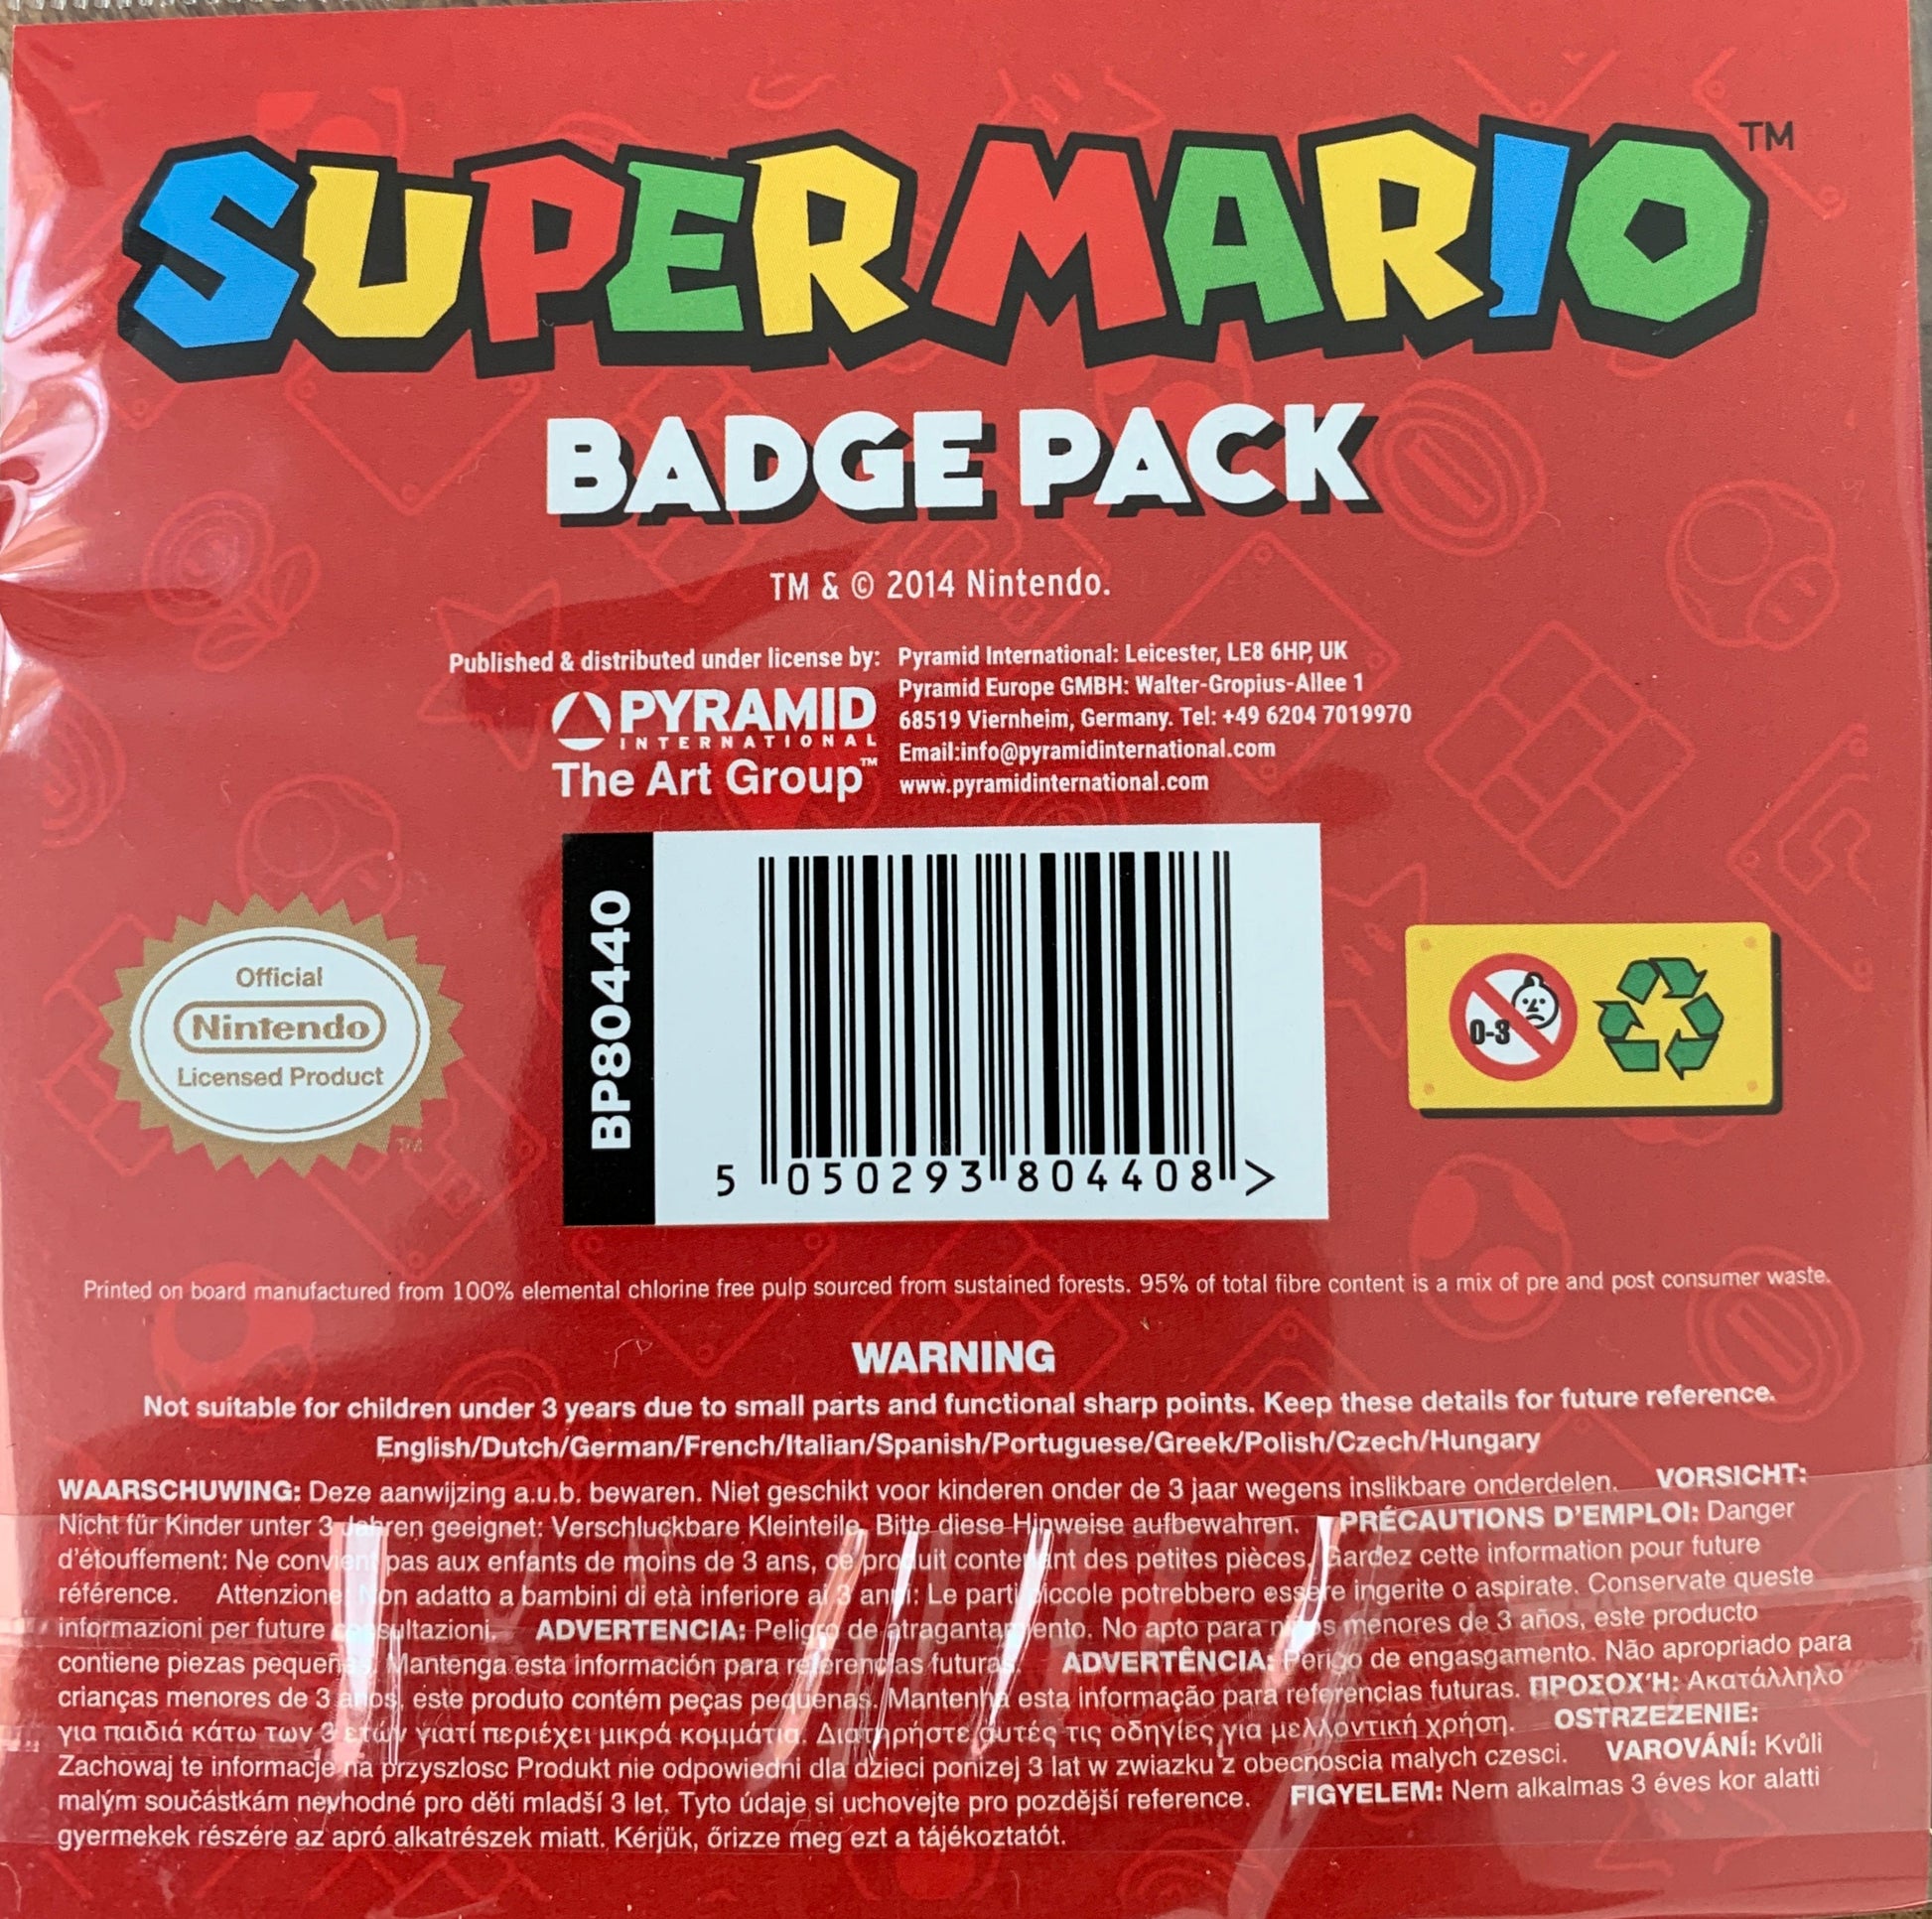 SUPER MARIO™
BADGE PACK
TM & © 2014 Nintendo.
Published & distributed under license by:
PYRAMID
INTERNATIONAL
The Art Group™
Pyramid International: Leicester, LE8 6HP, UK
Pyramid Europe GMBH: Walter-Gropius-Allee 1
68519 Viernheim, Germany. Tel: +49 6204 7019970
Email:info@pyramidinternational.com
www.pyramidinternational.com
Official
Nintendo
Licensed Product
TM
BP80440
5 050293 804408 >
0-3
Printed on board manufactured from 100% elemental chlorine free pulp sourced from sustained forests. 95% of total fibre content is a mix of pre and post consumer waste.
WARNING
Not suitable for children under 3 years due to small parts and functional sharp points. Keep these details for future reference.
English/Dutch/German/French/Italian/Spanish/Portuguese/Greek/Polish/Czech/Hungary
WAARSCHUWING: Deze aanwijzing a.u.b. bewaren. Niet geschikt voor kinderen onder de 3 jaar wegens inslikbare onderdelen. VORSICHT:
Nicht für Kinder unter 3 Jahren geeignet: Verschluckbare Kleinteile. Bitte diese Hinweise aufbewahren. PRÉCAUTIONS D'EMPLOI: Danger
d'étouffement: Ne convient pas aux enfants de moins de 3 ans, ce produit contenant des petites pièces. Gardez cette information pour future
référence. Attenzione Non adatto a bambini di età inferiore ai 3 anni: Le parti piccole potrebbero essere ingerite o aspirate. Conservate queste
informazioni per future consultazioni. ADVERTENCIA: Peligro de atragantamiento. No apto para niños menores de 3 años, este producto
contiene piezas pequeñas. Mantenga esta información para referencias futuras. ADVERTÊNCIA: Perigo de engasgamento. Não apropriado para
crianças menores de 3 anos, este produto contém peças pequenas. Mantenha esta informação para referencias futuras. ΠΡΟΣΟΧ'Η: Ακατάλληλο
για παιδιά κάτω των 3 ετών γιατί περιέχει μικρά κομμάτια. Διατηρήστε αυτές τις οδηγίες για μελλοντική χρήση. OSTRZEZENIE:
Zachowaj te informacje na przyszlosc Produkt nie odpowiedni dla dzieci ponizej 3 lat w zwiazku z obecnoscia malych czesci. VAROVÁNÍ: Kvůli
malým součástkám nevhodné pro děti mladší 3 let. Tyto údaje si uchovejte pro pozdější reference. FIGYELEM: Nem alkalmas 3 éves kor alatti
gyermekek részére az apró alkatrészek miatt. Kérjük, őrizze meg ezt a tájékoztatót.